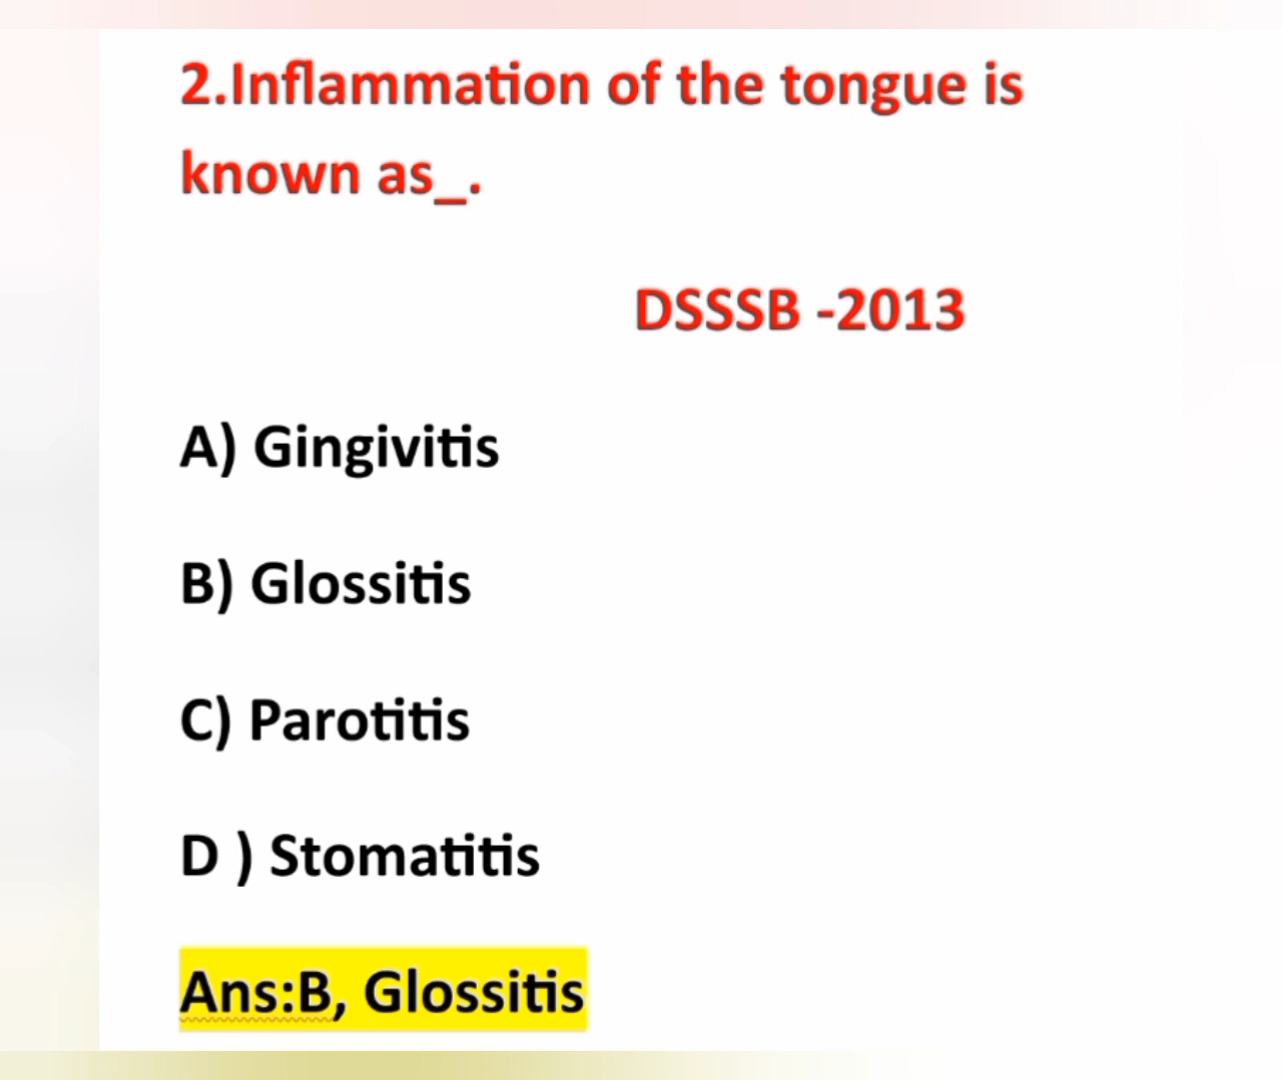 2.Inflammation of the tongue is
known as_.
DSSSB -2013
A) Gingivitis
B) Glossitis
C) Parotitis
D ) Stomatitis
Ans:B, Glossitis